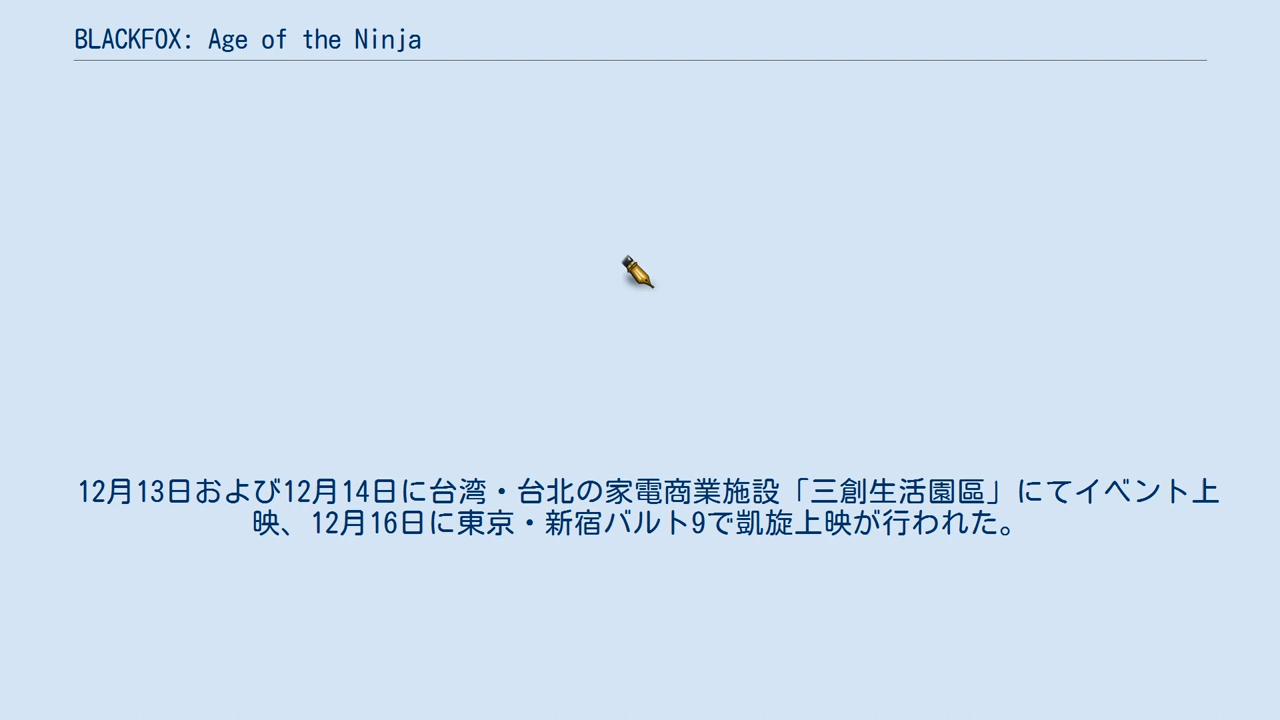 BLACKFOX: Age of the Ninja
12月13日および12月14日に台湾・台北の家電商業施設「三創生活園區」にてイベント上
映、12月16日に東京・新宿バルト9で凱旋上映が行われた。